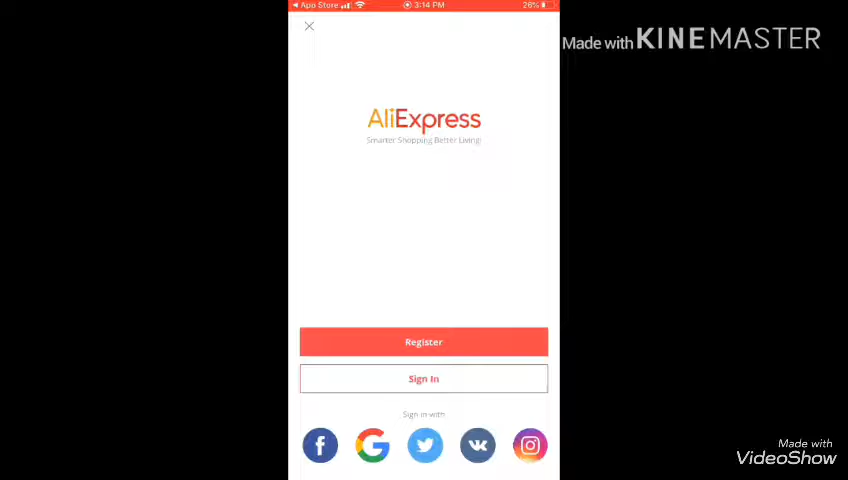 App Store
3:14 PM
26%
Made with KINEMASTER
AliExpress
Smarter Shopping Better Living!
Register
Sign In
Sign in with
Made with
VideoShow